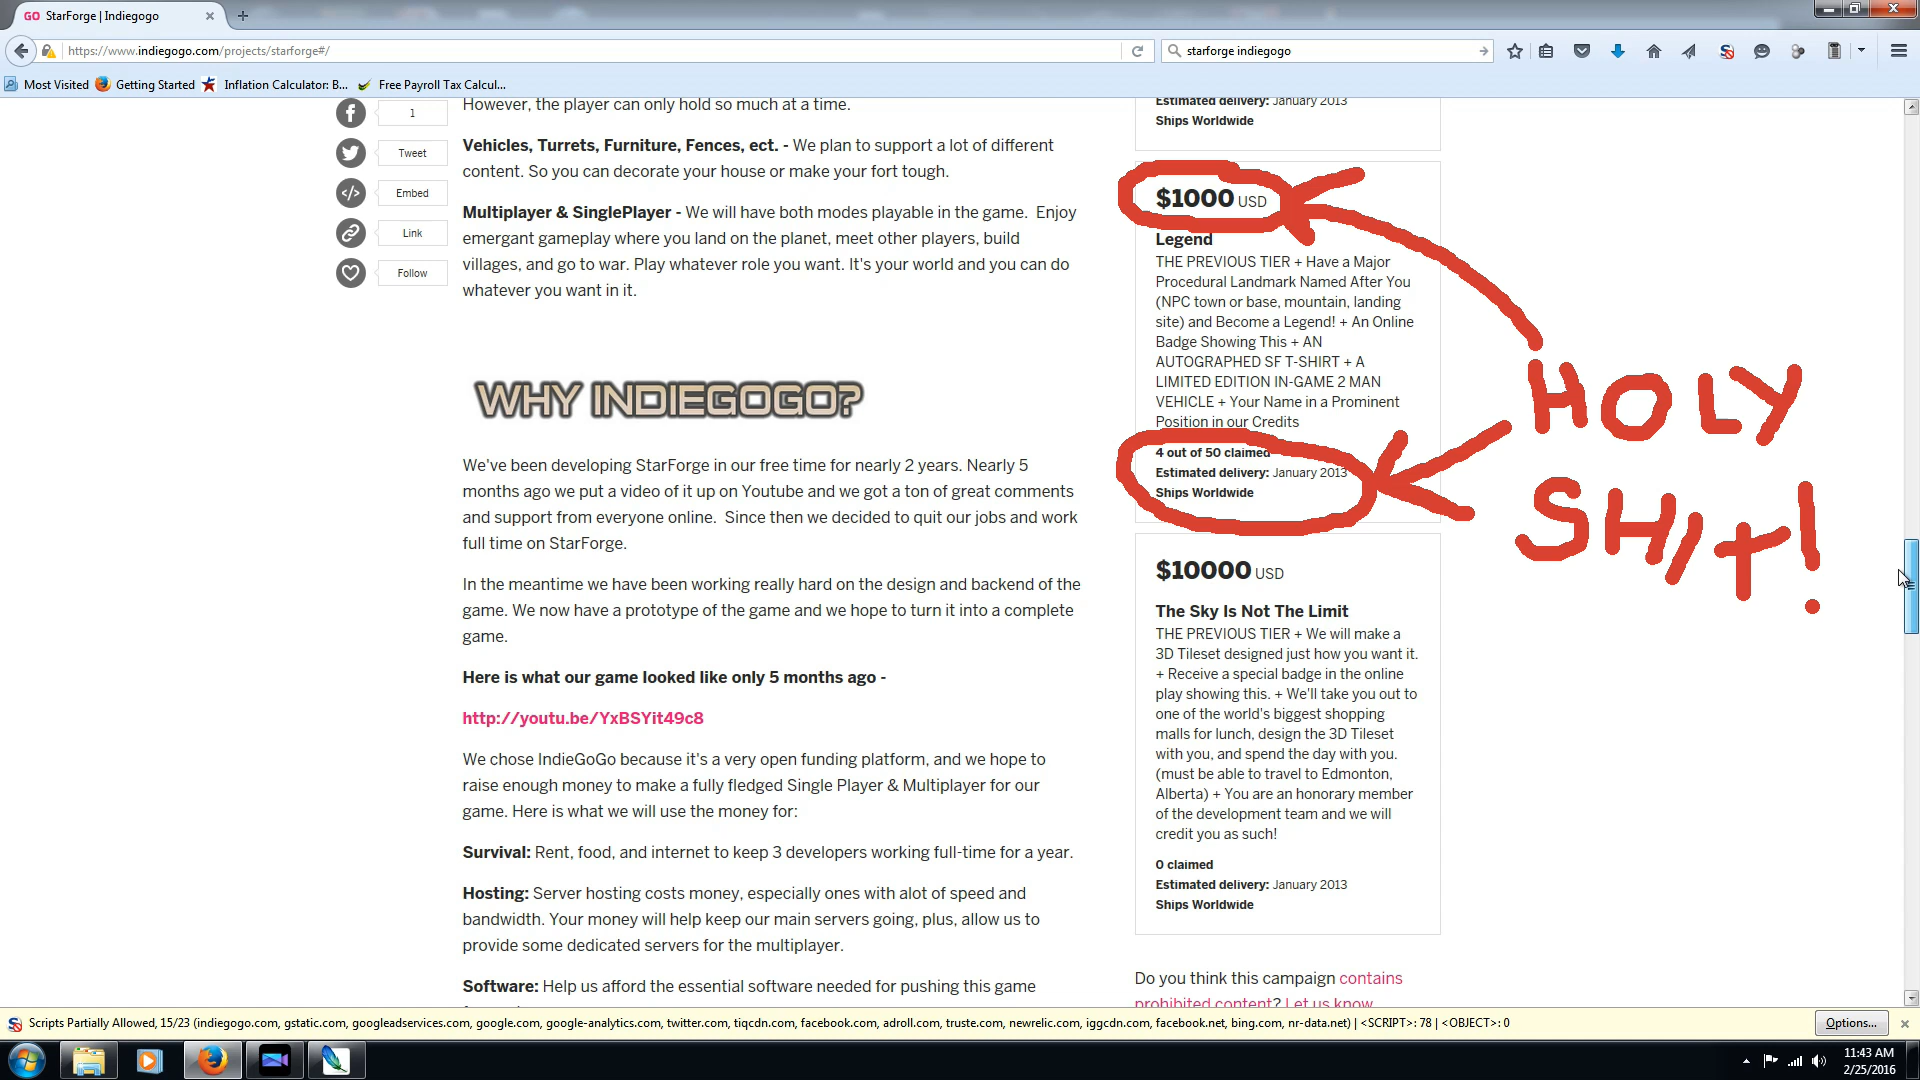 GO StarForge | Indiegogo
https://www.indiegogo.com/projects/starforge#/
starforge indiegogo
Most Visited
Getting Started
Inflation Calculator: B...
Free Payroll Tax Calcul...
1
Tweet
Embed
Link
Follow
However, the player can only hold so much at a time.
Vehicles, Turrets, Furniture, Fences, ect. - We plan to support a lot of different
content. So you can decorate your house or make your fort tough.
Multiplayer & SinglePlayer - We will have both modes playable in the game.  Enjoy
emergant gameplay where you land on the planet, meet other players, build
villages, and go to war. Play whatever role you want. It's your world and you can do
whatever you want in it.
WHY INDIEGOGO?
We've been developing StarForge in our free time for nearly 2 years. Nearly 5
months ago we put a video of it up on Youtube and we got a ton of great comments
and support from everyone online.  Since then we decided to quit our jobs and work
full time on StarForge.
In the meantime we have been working really hard on the design and backend of the
game. We now have a prototype of the game and we hope to turn it into a complete
game.
Here is what our game looked like only 5 months ago -
http://youtu.be/YxBSYit49c8
We chose IndieGoGo because it's a very open funding platform, and we hope to
raise enough money to make a fully fledged Single Player & Multiplayer for our
game. Here is what we will use the money for:
Survival: Rent, food, and internet to keep 3 developers working full-time for a year.
Hosting: Server hosting costs money, especially ones with alot of speed and
bandwidth. Your money will help keep our main servers going, plus, allow us to
provide some dedicated servers for the multiplayer.
Software: Help us afford the essential software needed for pushing this game
Estimated delivery: January 2013
Ships Worldwide
$1000 USD
Legend
THE PREVIOUS TIER + Have a Major
Procedural Landmark Named After You
(NPC town or base, mountain, landing
site) and Become a Legend! + An Online
Badge Showing This + AN
AUTOGRAPHED SF T-SHIRT + A
LIMITED EDITION IN-GAME 2 MAN
VEHICLE + Your Name in a Prominent
Position in our Credits
4 out of 50 claimed
Estimated delivery: January 2013
Ships Worldwide
HOLY
SHIT!
$10000 USD
The Sky Is Not The Limit
THE PREVIOUS TIER + We will make a
3D Tileset designed just how you want it.
+ Receive a special badge in the online
play showing this. + We'll take you out to
one of the world's biggest shopping
malls for lunch, design the 3D Tileset
with you, and spend the day with you.
(must be able to travel to Edmonton,
Alberta) + You are an honorary member
of the development team and we will
credit you as such!
0 claimed
Estimated delivery: January 2013
Ships Worldwide
Do you think this campaign contains
prohibited content? Let us know.
Scripts Partially Allowed, 15/23 (indiegogo.com, gstatic.com, googleadservices.com, google.com, google-analytics.com, twitter.com, tiqcdn.com, facebook.com, adroll.com, truste.com, newrelic.com, iggcdn.com, facebook.net, bing.com, nr-data.net) | <SCRIPT>: 78 | <OBJECT>: 0
Options...
11:43 AM
2/25/2016